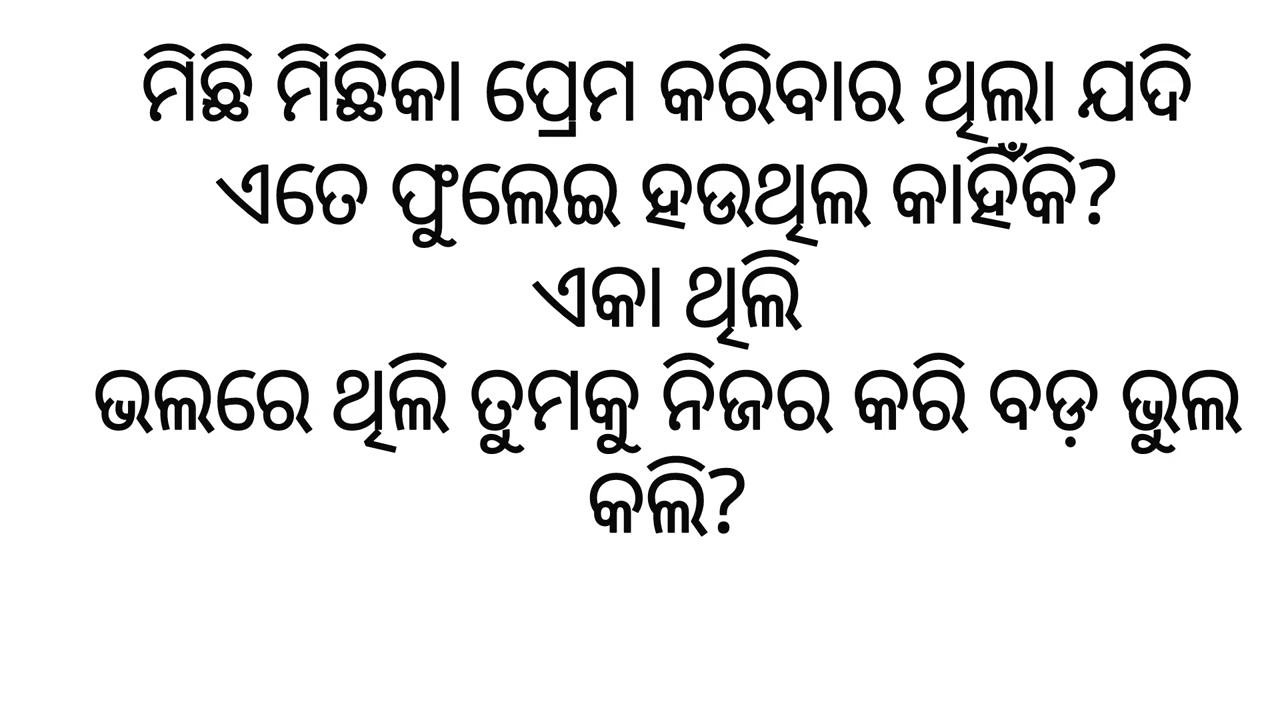 ମିଛି ମିଛିକା ପ୍ରେମ କରିବାର ଥିଲା ଯଦି
ଏତେ ଫୁଲେଇ ହଉଥିଲ କାହିଁକି?
ଏକା ଥିଲି
ଭଲରେ ଥିଲି ତୁମକୁ ନିଜର କରି ବଡ଼ ଭୁଲ
କଲି?